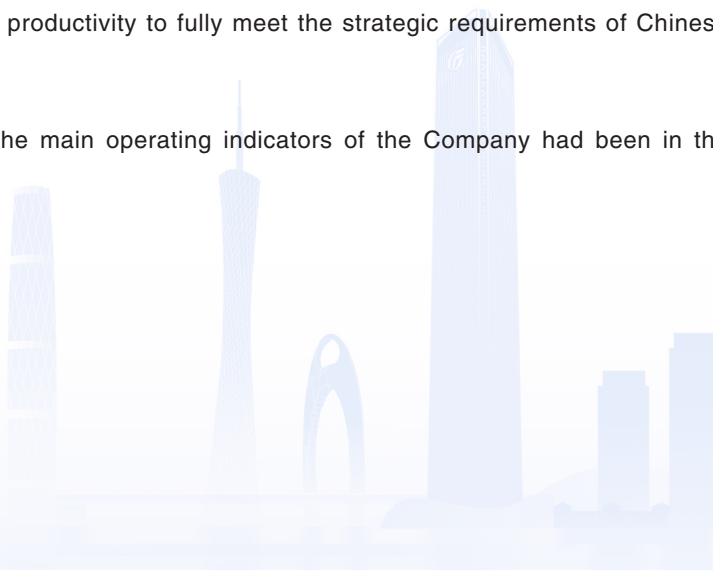 productivity to fully meet the strategic requirements of Chines
he main operating indicators of the Company had been in th